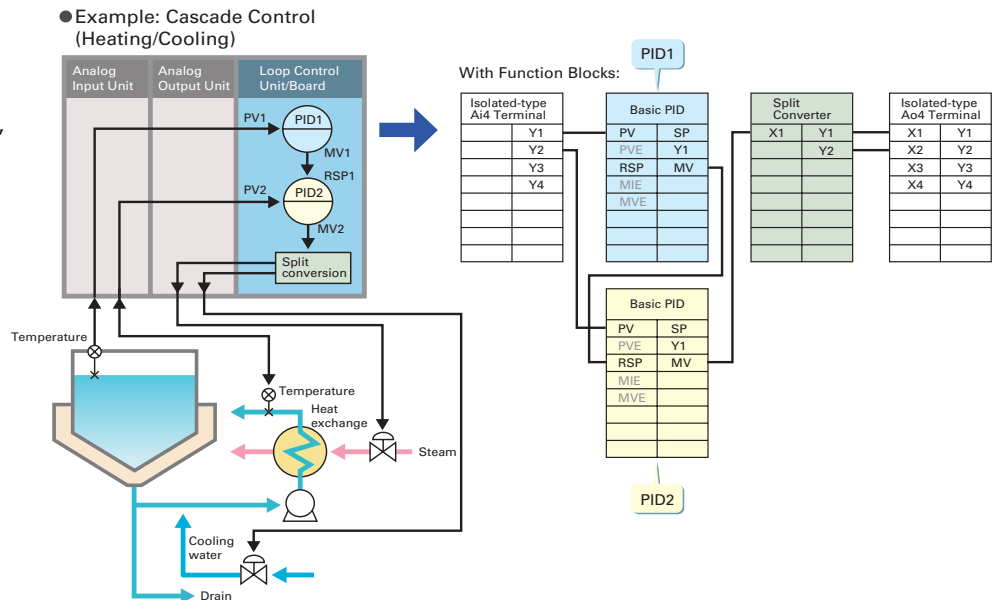 ●Example: Cascade Control
(Heating/Cooling)
Analog
Input Unit
Analog
Output Unit
Loop Control
Unit/Board
PV1
PID1
MV1
RSP1
PV2
PID2
MV2
Split
conversion
Temperature
Temperature
Heat
exchange
Steam
Cooling
water
Drain
With Function Blocks:
PID1
Isolated-type
Ai4 Terminal
Y1
Y2
Y3
Y4
Basic PID
PV SP
PVE Y1
RSP MV
MIE
MVE
Split
Converter
X1 Y1
Y2
Isolated-type
Ao4 Terminal
X1 Y1
X2 Y2
X3 Y3
X4 Y4
Basic PID
PV SP
PVE Y1
RSP MV
MIE
MVE
PID2